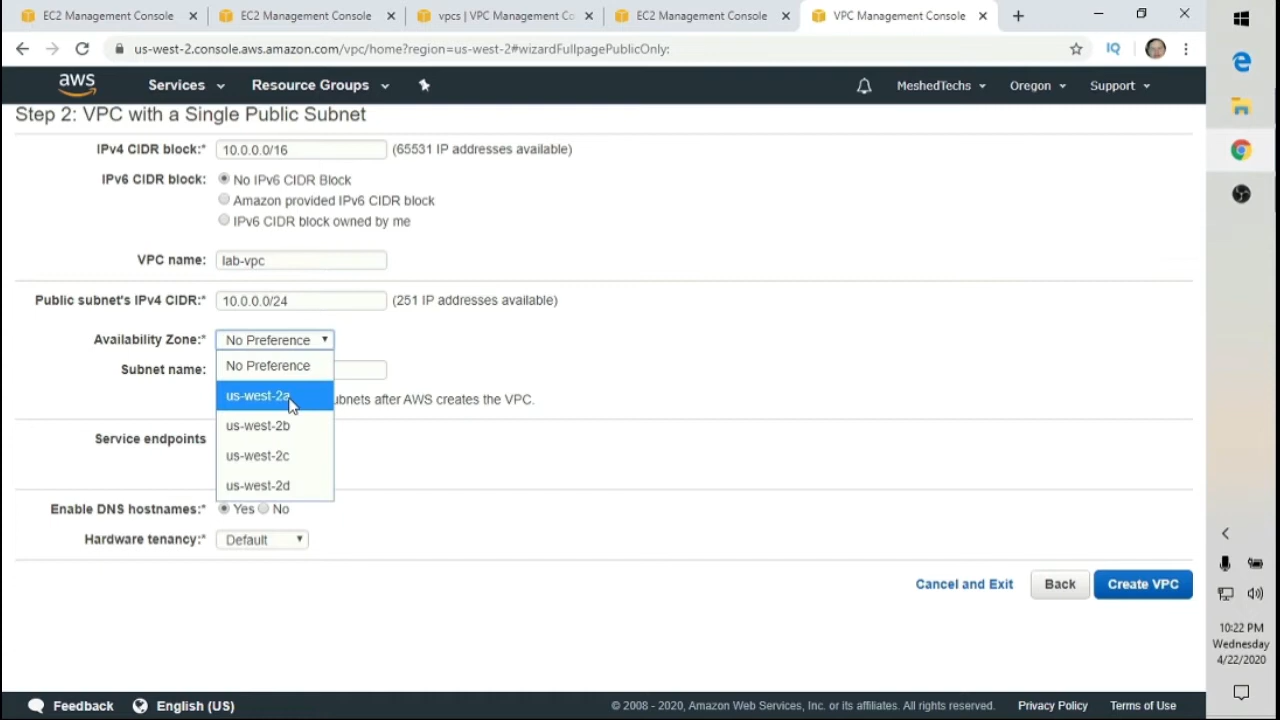 EC2 Management Console
EC2 Management Console
vpcs | VPC Management Co
EC2 Management Console
VPC Management Console
us-west-2.console.aws.amazon.com/vpc/home?region=us-west-2#wizardFullpagePublicOnly:
IQ
aws
Services
Resource Groups
MeshedTechs
Oregon
Support
Step 2: VPC with a Single Public Subnet
IPv4 CIDR block:* 10.0.0.0/16 (65531 IP addresses available)
IPv6 CIDR block: No IPv6 CIDR Block
Amazon provided IPv6 CIDR block
IPv6 CIDR block owned by me
VPC name: lab-vpc
Public subnet's IPv4 CIDR:* 10.0.0.0/24 (251 IP addresses available)
Availability Zone:* No Preference
No Preference
Subnet name:
us-west-2a
ubnets after AWS creates the VPC.
us-west-2b
Service endpoints
us-west-2c
us-west-2d
Enable DNS hostnames:* Yes No
Hardware tenancy:* Default
Cancel and Exit
Back
Create VPC
10:22 PM
Wednesday
4/22/2020
Feedback
English (US)
© 2008 - 2020, Amazon Web Services, Inc. or its affiliates. All rights reserved.
Privacy Policy
Terms of Use